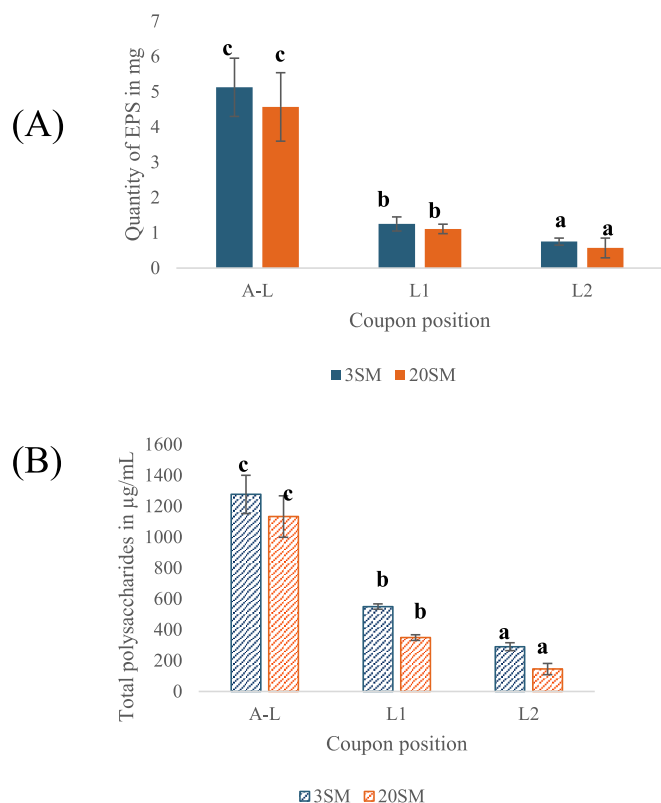 (A)
Quantity of EPS in mg
7
6
5
4
3
2
1
0
c c
b b
a a
A-L L1 L2
Coupon position
3SM 20SM
(B)
Total polysaccharides in µg/mL
1600
1400
1200
1000
800
600
400
200
0
c c
b b
a a
A-L L1 L2
Coupon position
3SM 20SM